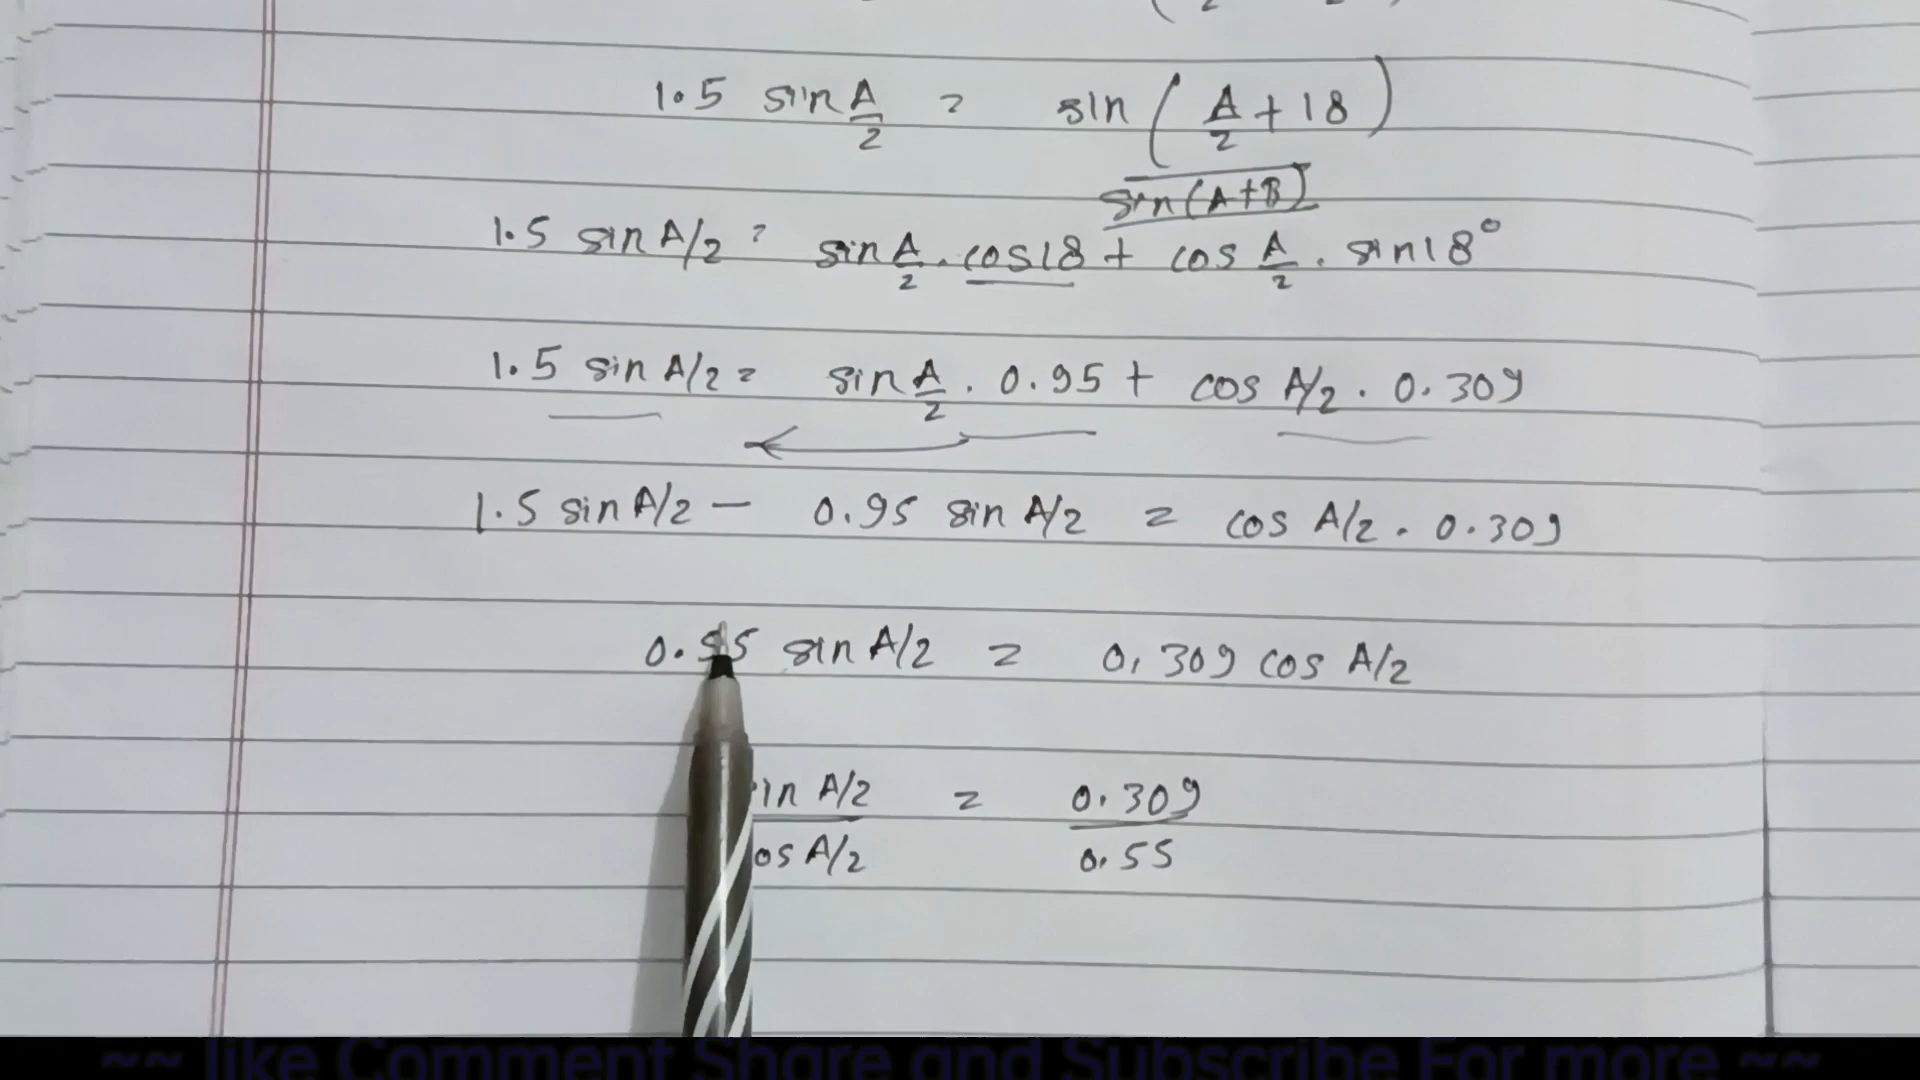 1.5 sin A/2 = sin ( A/2 + 18 )
sin(A+B)
1.5 sin A/2 = sin A/2 . cos18 + cos A/2 . sin18°
1.5 sin A/2 = sin A/2 . 0.95 + cos A/2 . 0.309
1.5 sin A/2 - 0.95 sin A/2 = cos A/2 . 0.309
0.55 sin A/2 = 0.309 cos A/2
in A/2 = 0.309
os A/2 0.55
~~ like Comment Share and Subscribe For more ~~